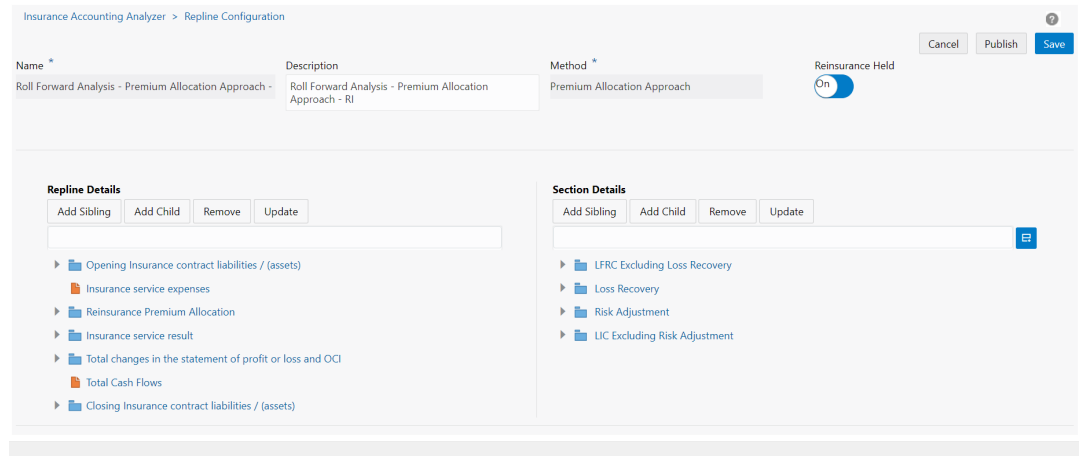 Insurance Accounting Analyzer > Repline Configuration
?
Cancel Publish Save
Name * Description Method * Reinsurance Held
Roll Forward Analysis - Premium Allocation Approach - Roll Forward Analysis - Premium Allocation Premium Allocation Approach On
Approach - RI
Repline Details Section Details
Add Sibling Add Child Remove Update Add Sibling Add Child Remove Update
Opening Insurance contract liabilities / (assets) LFRC Excluding Loss Recovery
Insurance service expenses Loss Recovery
Reinsurance Premium Allocation Risk Adjustment
Insurance service result LIC Excluding Risk Adjustment
Total changes in the statement of profit or loss and OCI
Total Cash Flows
Closing Insurance contract liabilities / (assets)